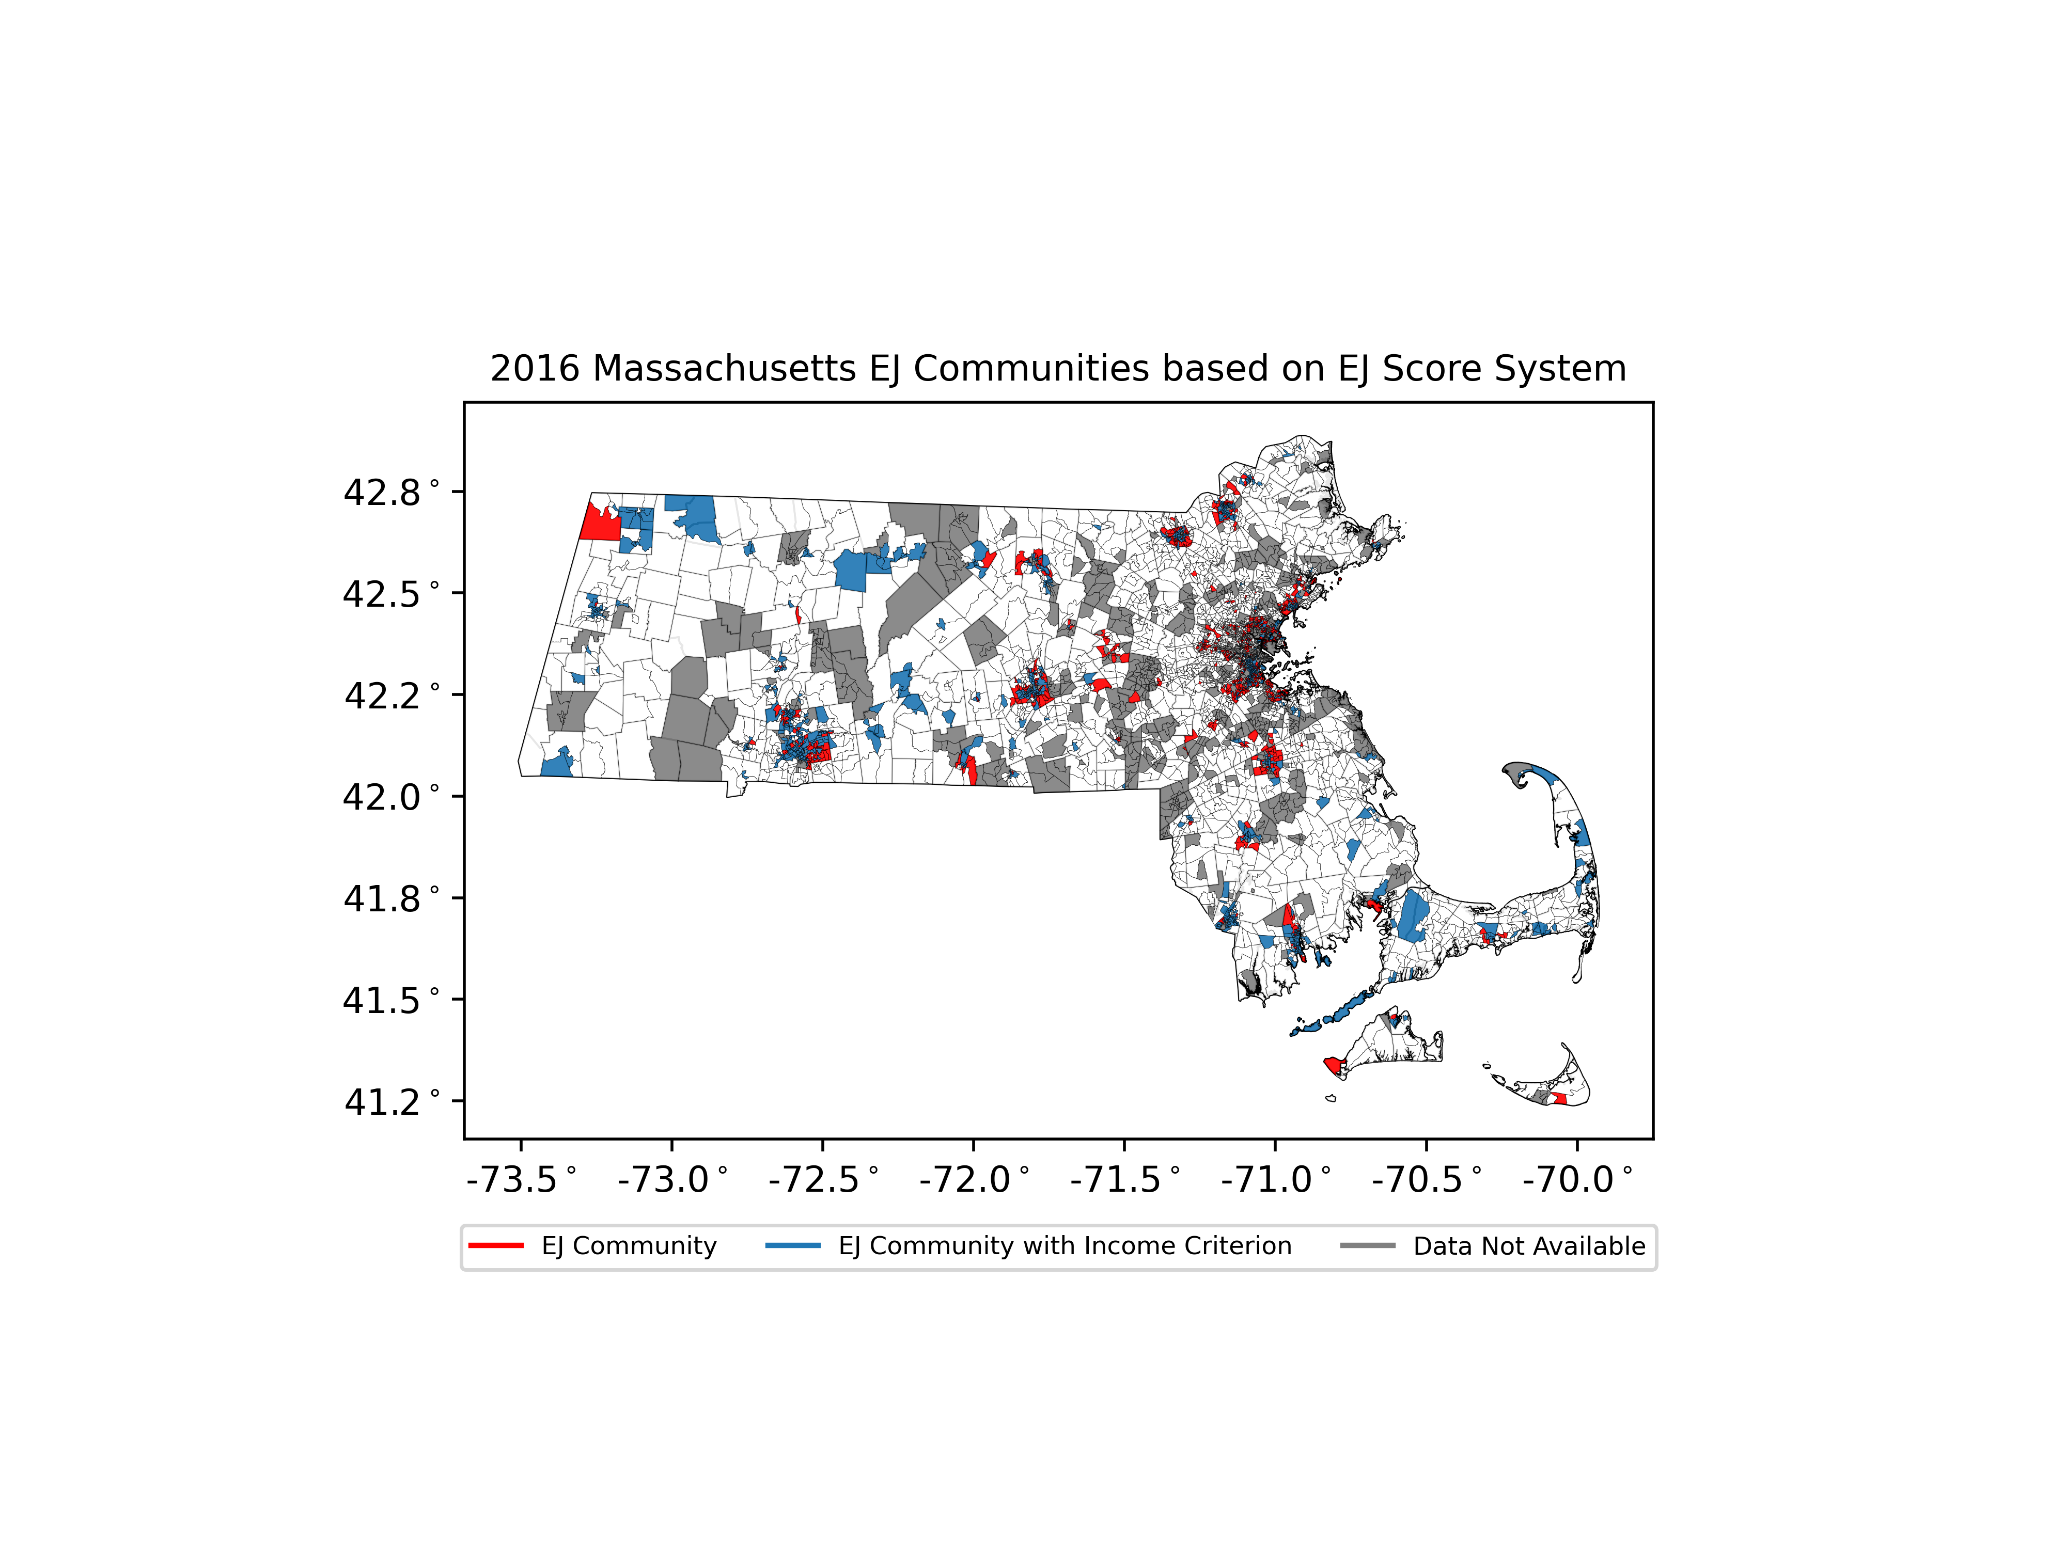 2016 Massachusetts EJ Communities based on EJ Score System
42.8°
42.5°
42.2°
42.0°
41.8°
41.5°
41.2°
-73.5° -73.0° -72.5° -72.0° -71.5° -71.0° -70.5° -70.0°
EJ Community EJ Community with Income Criterion Data Not Available